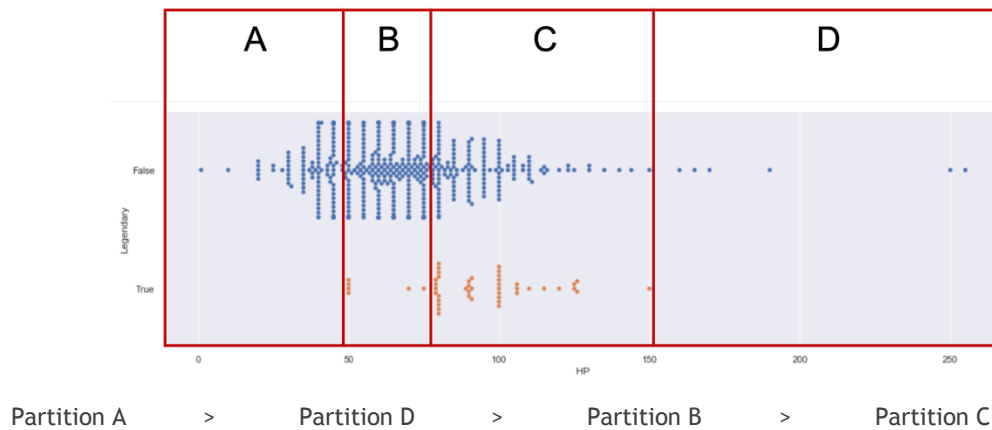 A B C D
False
Legendary
True
0 50 100 150 200 250
HP
Partition A > Partition D > Partition B > Partition C